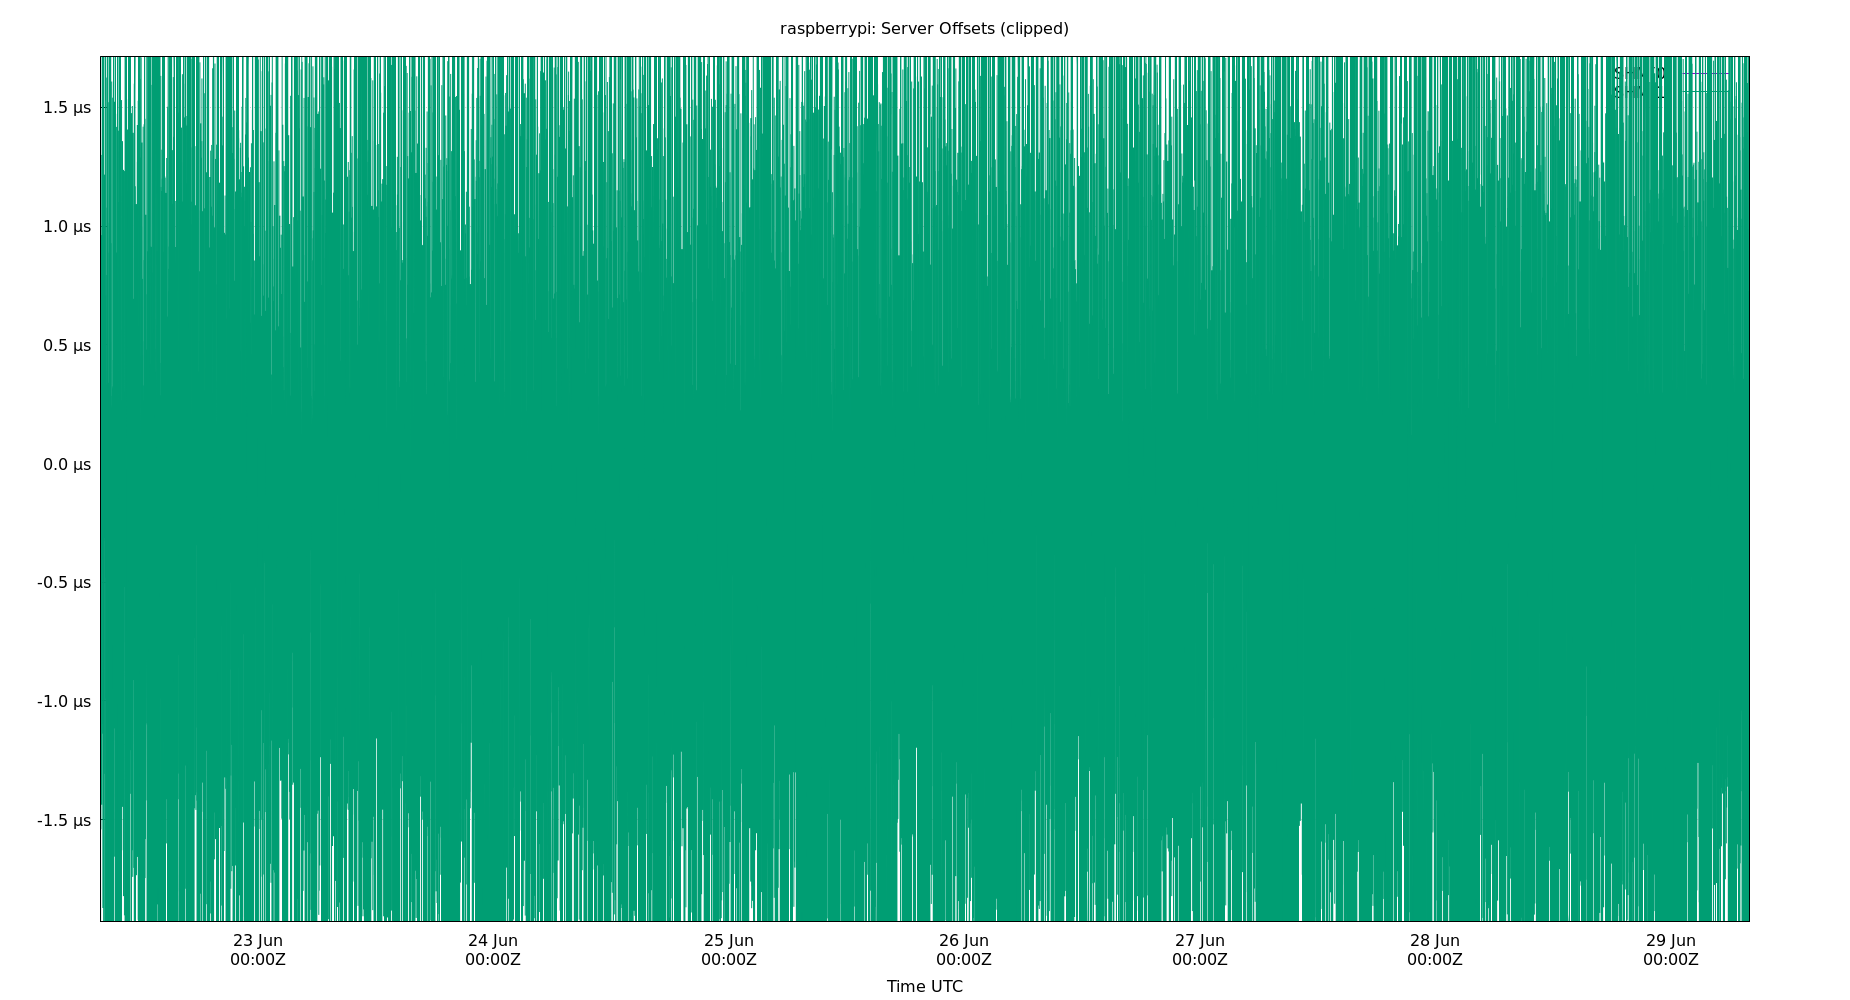 raspberrypi: Server Offsets (clipped)
1.5 µs
1.0 µs
0.5 µs
0.0 µs
-0.5 µs
-1.0 µs
-1.5 µs
23 Jun 24 Jun 25 Jun 26 Jun 27 Jun 28 Jun 29 Jun
00:00Z 00:00Z 00:00Z 00:00Z 00:00Z 00:00Z 00:00Z
Time UTC